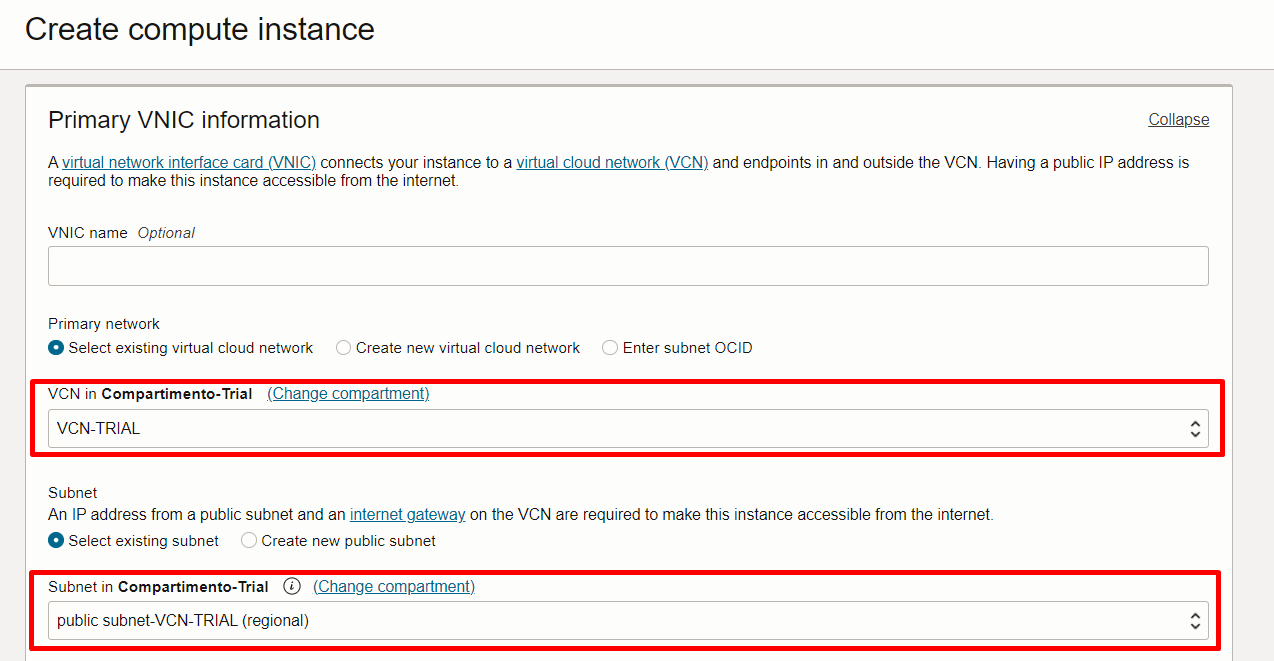 Create compute instance
Primary VNIC information
Collapse
A virtual network interface card (VNIC) connects your instance to a virtual cloud network (VCN) and endpoints in and outside the VCN. Having a public IP address is
required to make this instance accessible from the internet.
VNIC name Optional
Primary network
Select existing virtual cloud network Create new virtual cloud network Enter subnet OCID
VCN in Compartimento-Trial (Change compartment)
VCN-TRIAL
Subnet
An IP address from a public subnet and an internet gateway on the VCN are required to make this instance accessible from the internet.
Select existing subnet Create new public subnet
Subnet in Compartimento-Trial i (Change compartment)
public subnet-VCN-TRIAL (regional)